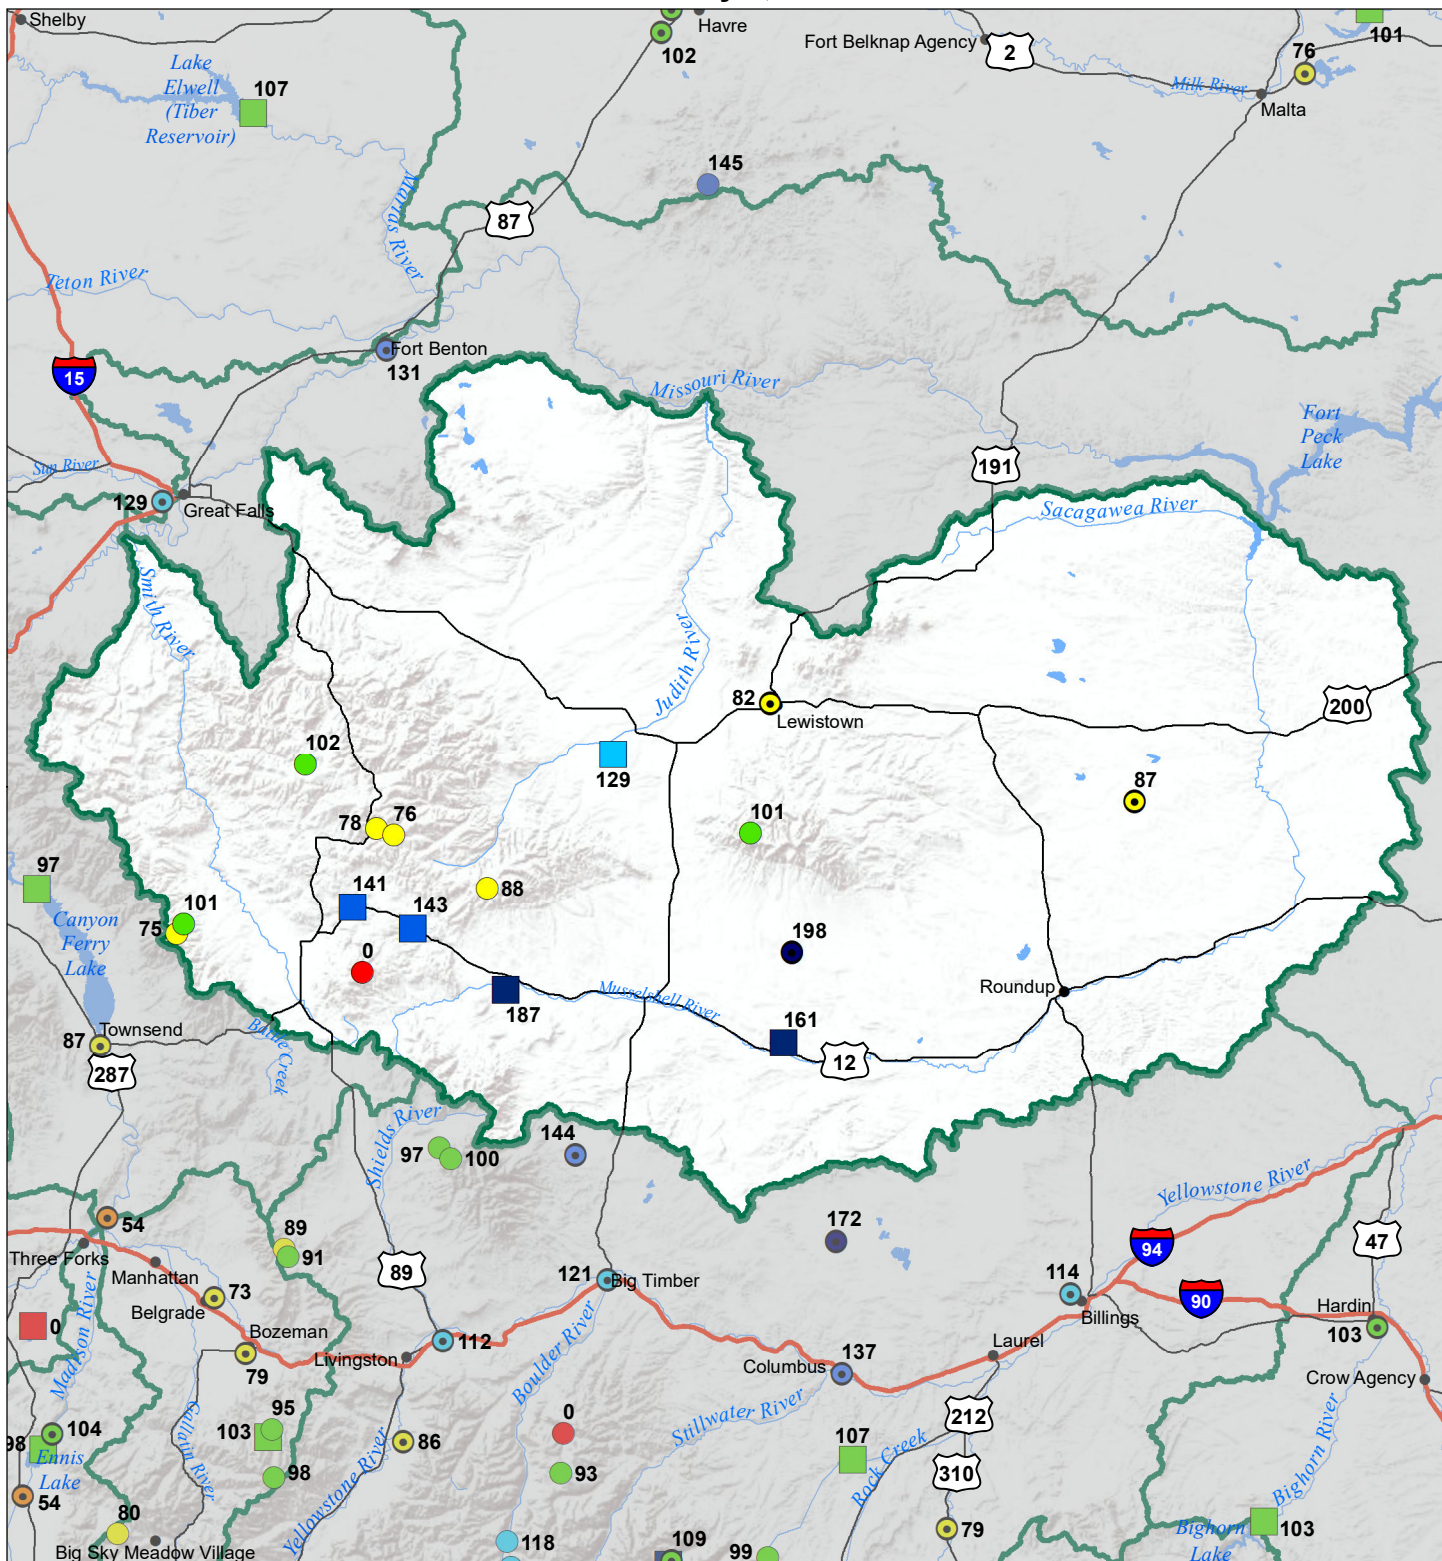 Shelby
Havre
102
Fort Belknap Agency
2
76
101
Lake
Elwell
(Tiber
Reservoir)
107
Milk River
Malta
145
Marias River
87
Teton River
15
Fort Benton
131
Missouri River
Fort
Peck
Lake
Sun River
191
129
Great Falls
Sacagawea River
Smith River
Judith River
82
Lewistown
200
102
129
87
78
76
101
97
141
88
Canyon
Ferry
Lake
101
75
143
198
0
Roundup
187
Musselshell River
161
Townsend
87
Battle Creek
12
287
Shields River
144
97
100
Yellowstone River
54
172
89
91
94
47
Three Forks
Manhattan
89
121
Big Timber
114
90
73
Belgrade
Billings
Hardin
0
Madison River
Bozeman
112
103
Livingston
Laurel
79
Boulder River
Columbus
137
Crow Agency
95
0
Stillwater River
212
104
103
107
98
Ennis
Lake
Gallatin River
86
Rock Creek
98
93
310
Bighorn River
54
Yellowstone River
80
118
79
Bighorn
Lake
103
Big Sky Meadow Village
109
99